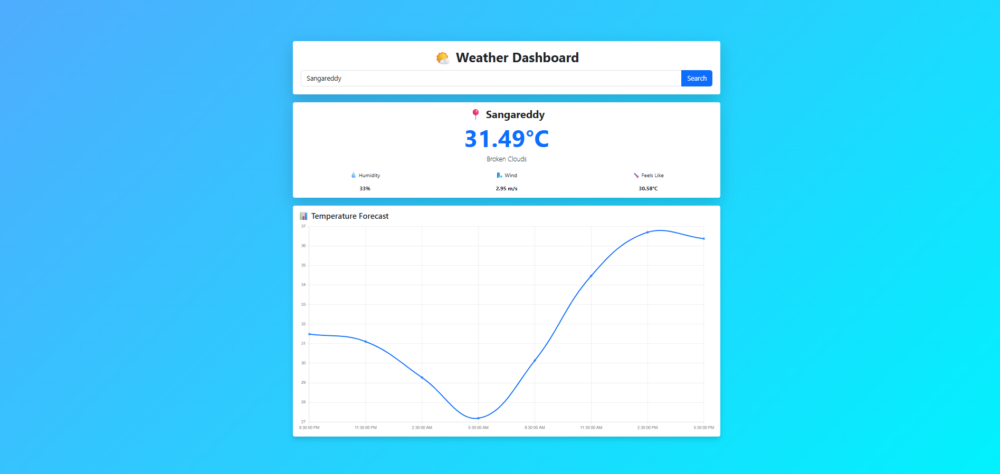 Weather Dashboard
Sangareddy
Search
Sangareddy
31.49°C
Broken Clouds
Humidity
Wind
Feels Like
33%
2.95 m/s
30.58°C
Temperature Forecast
37
36
35
34
33
32
31
30
29
28
27
8:30:00 PM
11:30:00 PM
2:30:00 AM
5:30:00 AM
8:30:00 AM
11:30:00 AM
2:30:00 PM
5:30:00 PM